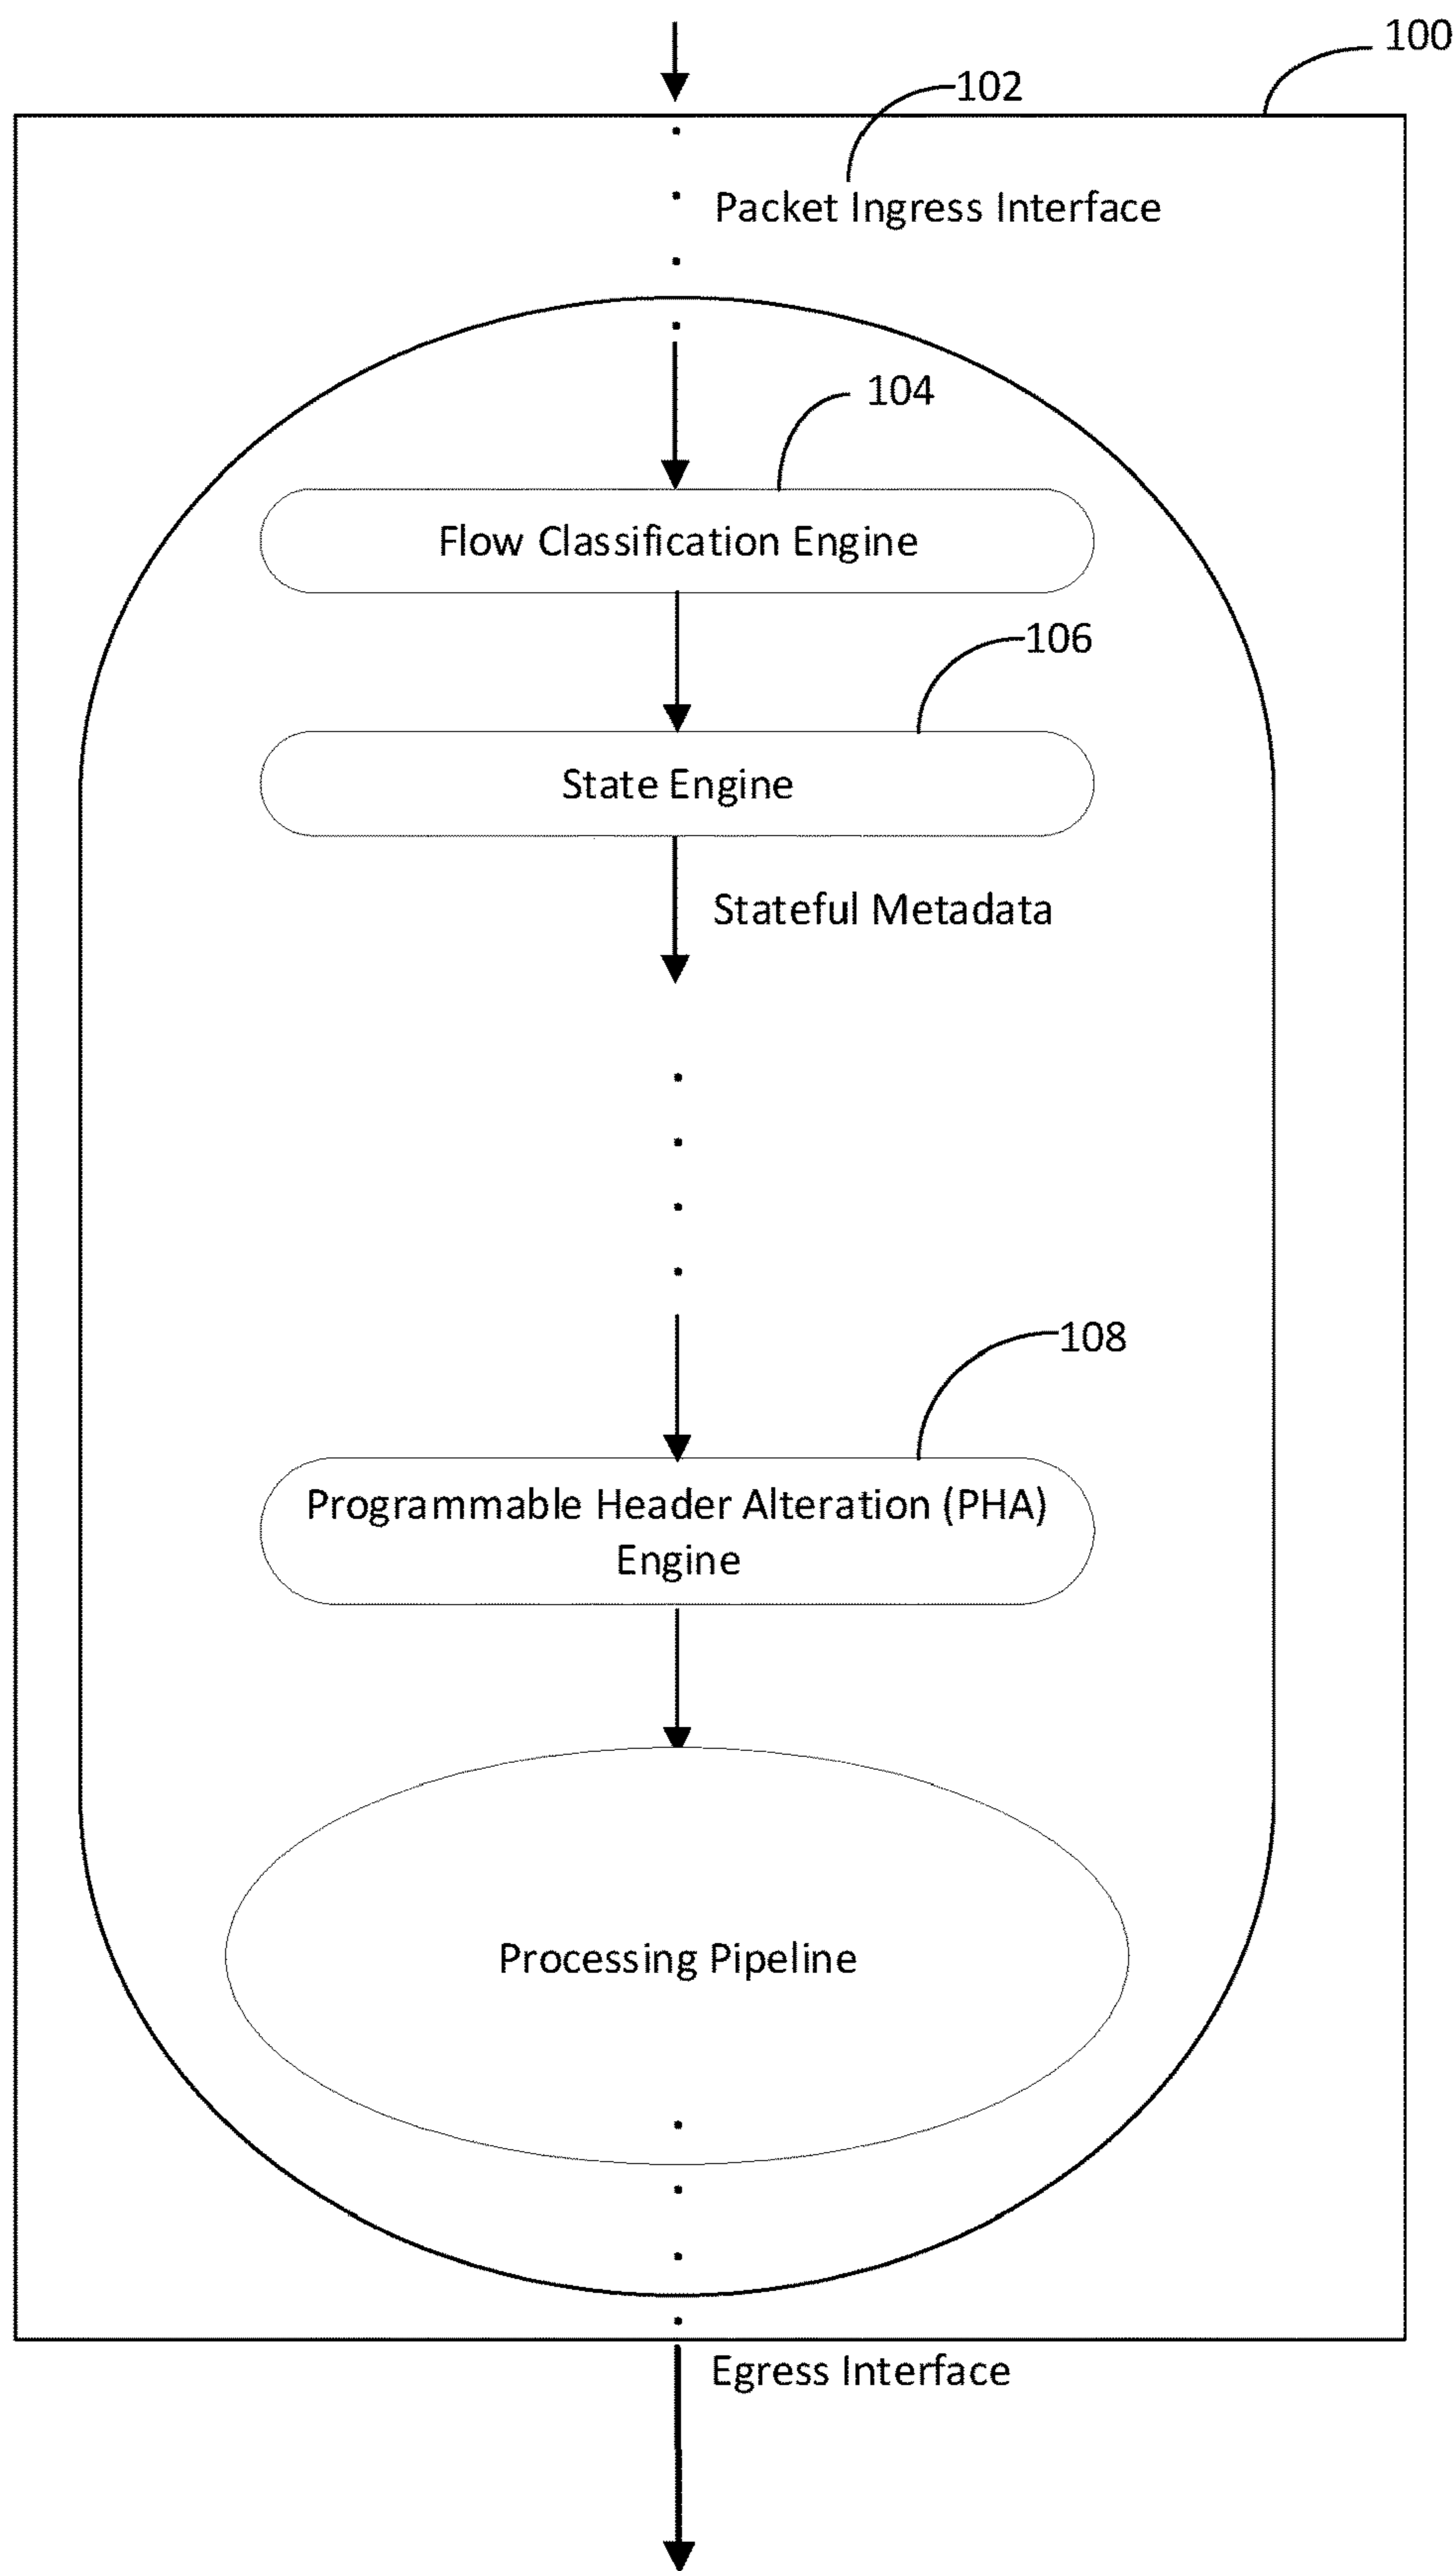 100
102
Packet Ingress Interface
104
Flow Classification Engine
106
State Engine
Stateful Metadata
108
Programmable Header Alteration (PHA)
Engine
Processing Pipeline
Egress Interface